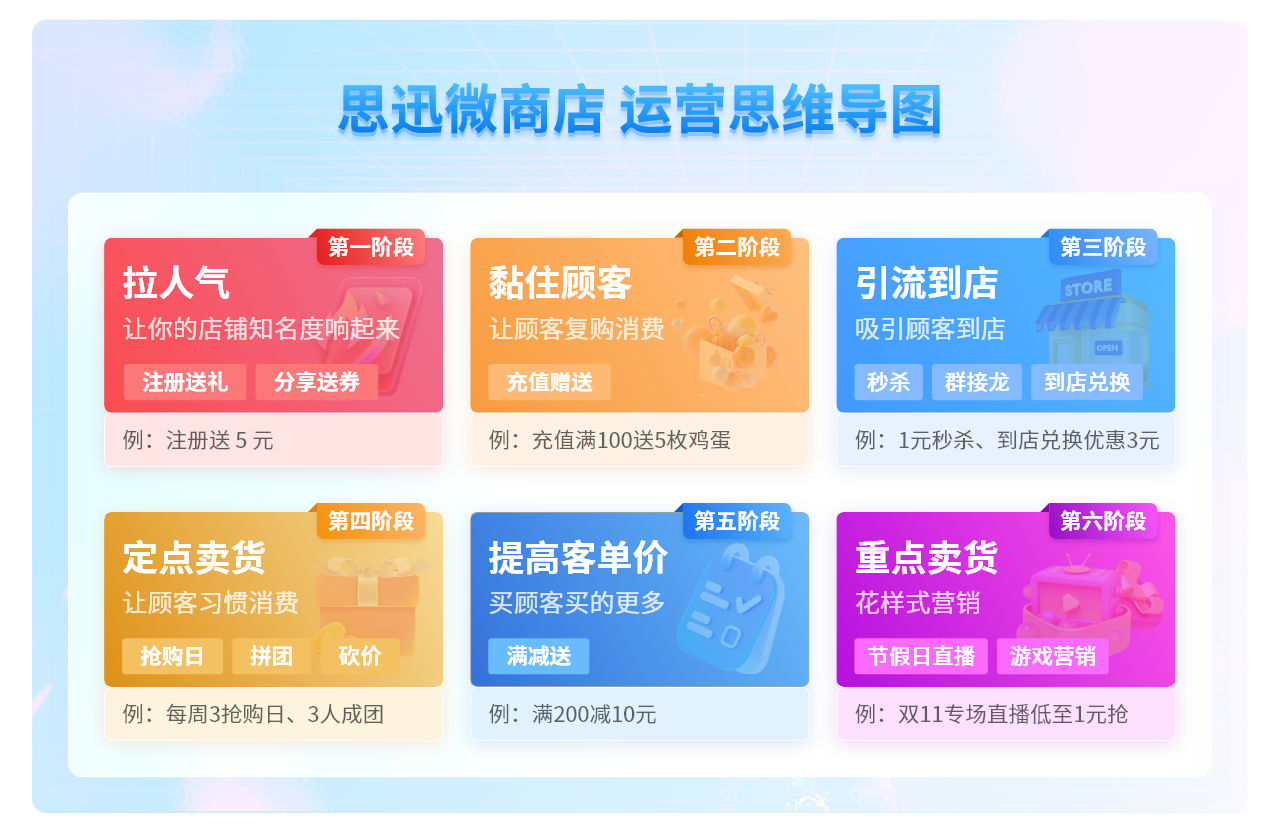 思迅微商店 运营思维导图
第一阶段
拉人气
让你的店铺知名度响起来
注册送礼
分享送券
例：注册送 5 元
第二阶段
黏住顾客
让顾客复购消费
充值赠送
例：充值满100送5枚鸡蛋
第三阶段
STORE
引流到店
吸引顾客到店
OPEN
秒杀
群接龙
到店兑换
例：1元秒杀、到店兑换优惠3元
第四阶段
定点卖货
让顾客习惯消费
抢购日
拼团
砍价
例：每周3抢购日、3人成团
第五阶段
提高客单价
买顾客买的更多
满减送
例：满200减10元
第六阶段
重点卖货
花样式营销
节假日直播
游戏营销
例：双11专场直播低至1元抢